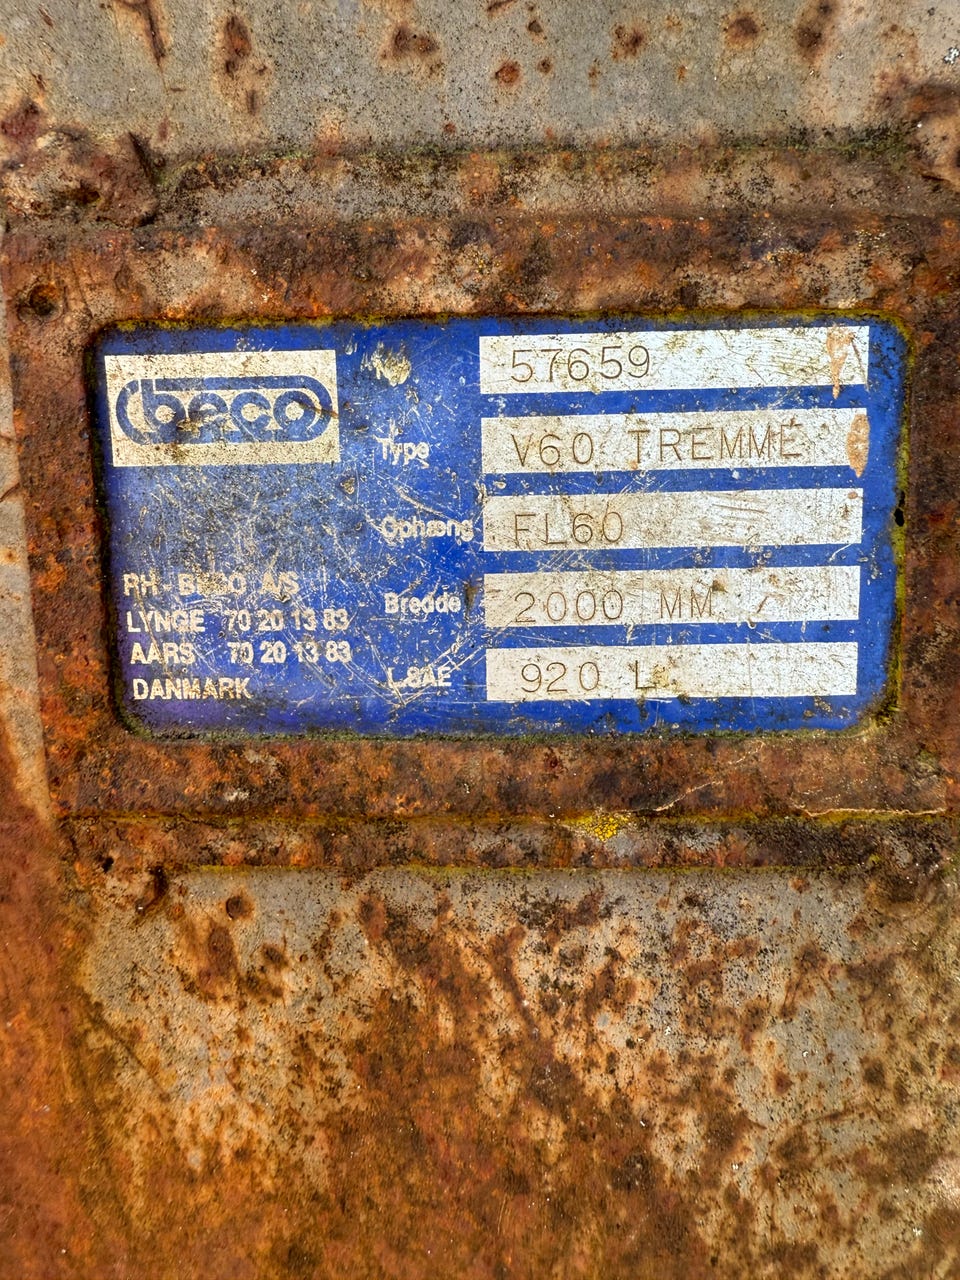 beco
No 57659
Type V60 TREMME
Ophæng FL60
Bredde 2000 MM
L.SAE 920 L
RH - BECO A/S
LYNGE 70 20 13 83
AARS 70 20 13 83
DANMARK